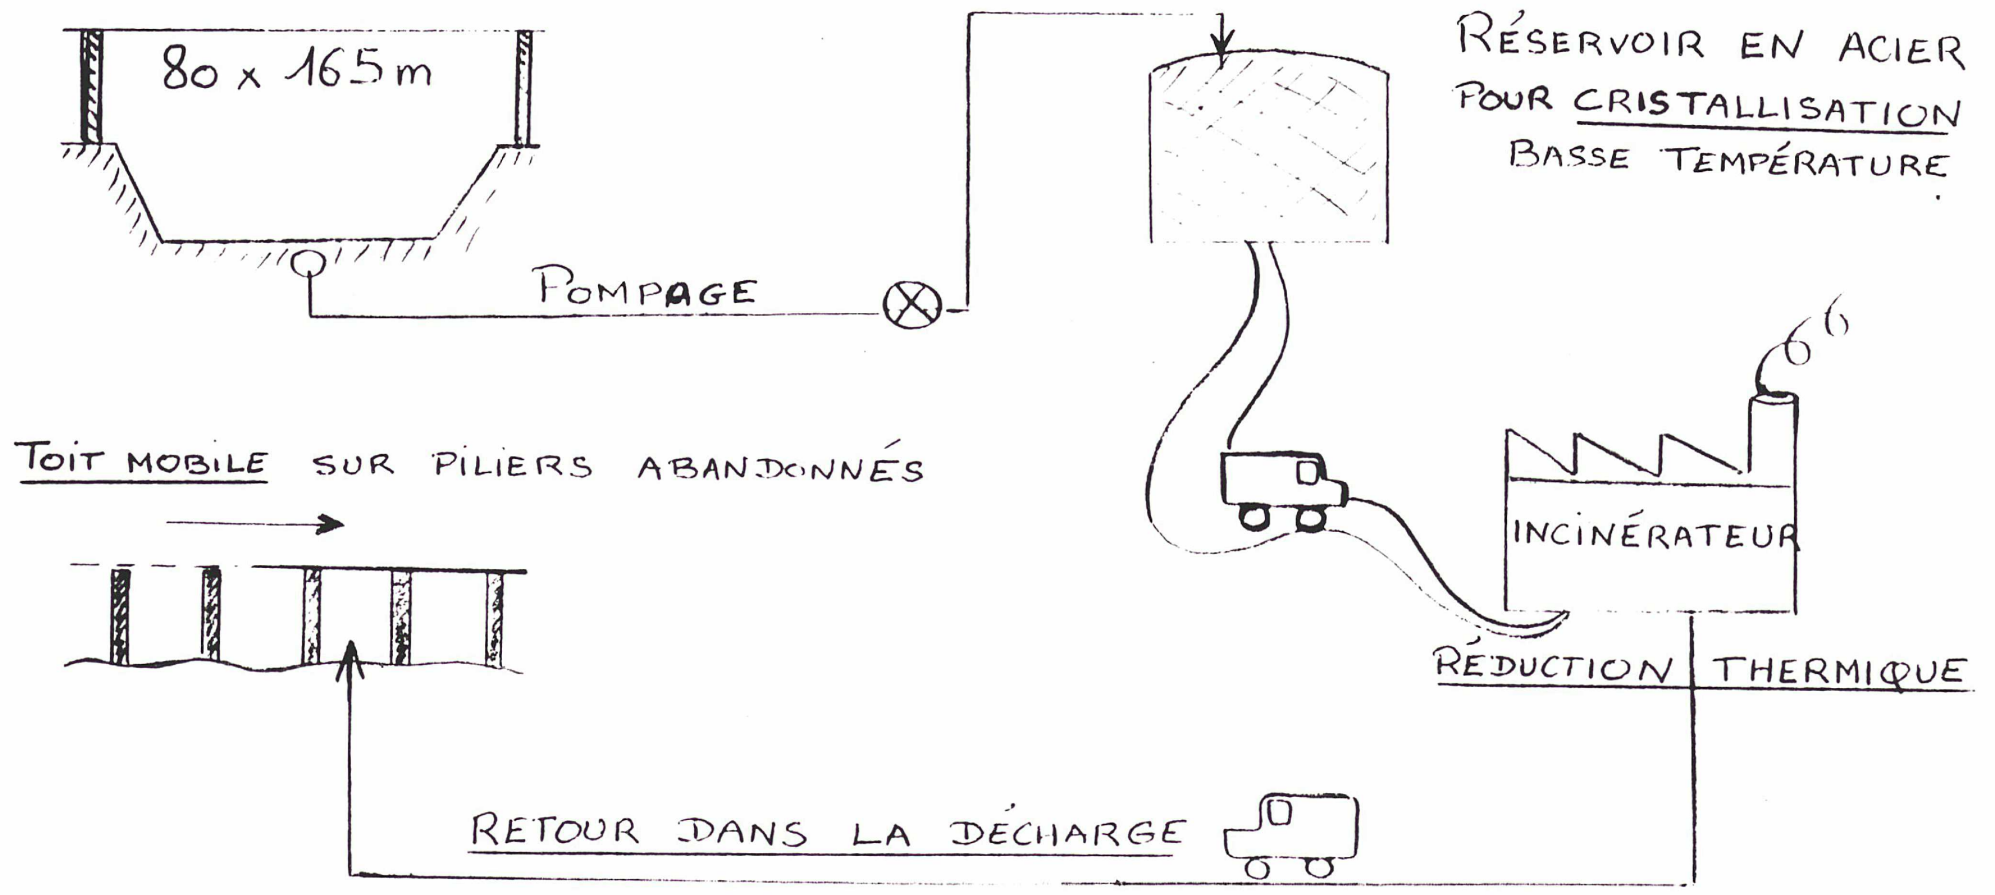 80 x 165m
RÉSERVOIR EN ACIER
POUR CRISTALLISATION
BASSE TEMPÉRATURE
POMPAGE
TOIT MOBILE SUR PILIERS ABANDONNÉS
INCINÉRATEUR
RÉDUCTION THERMIQUE
RETOUR DANS LA DÉCHARGE